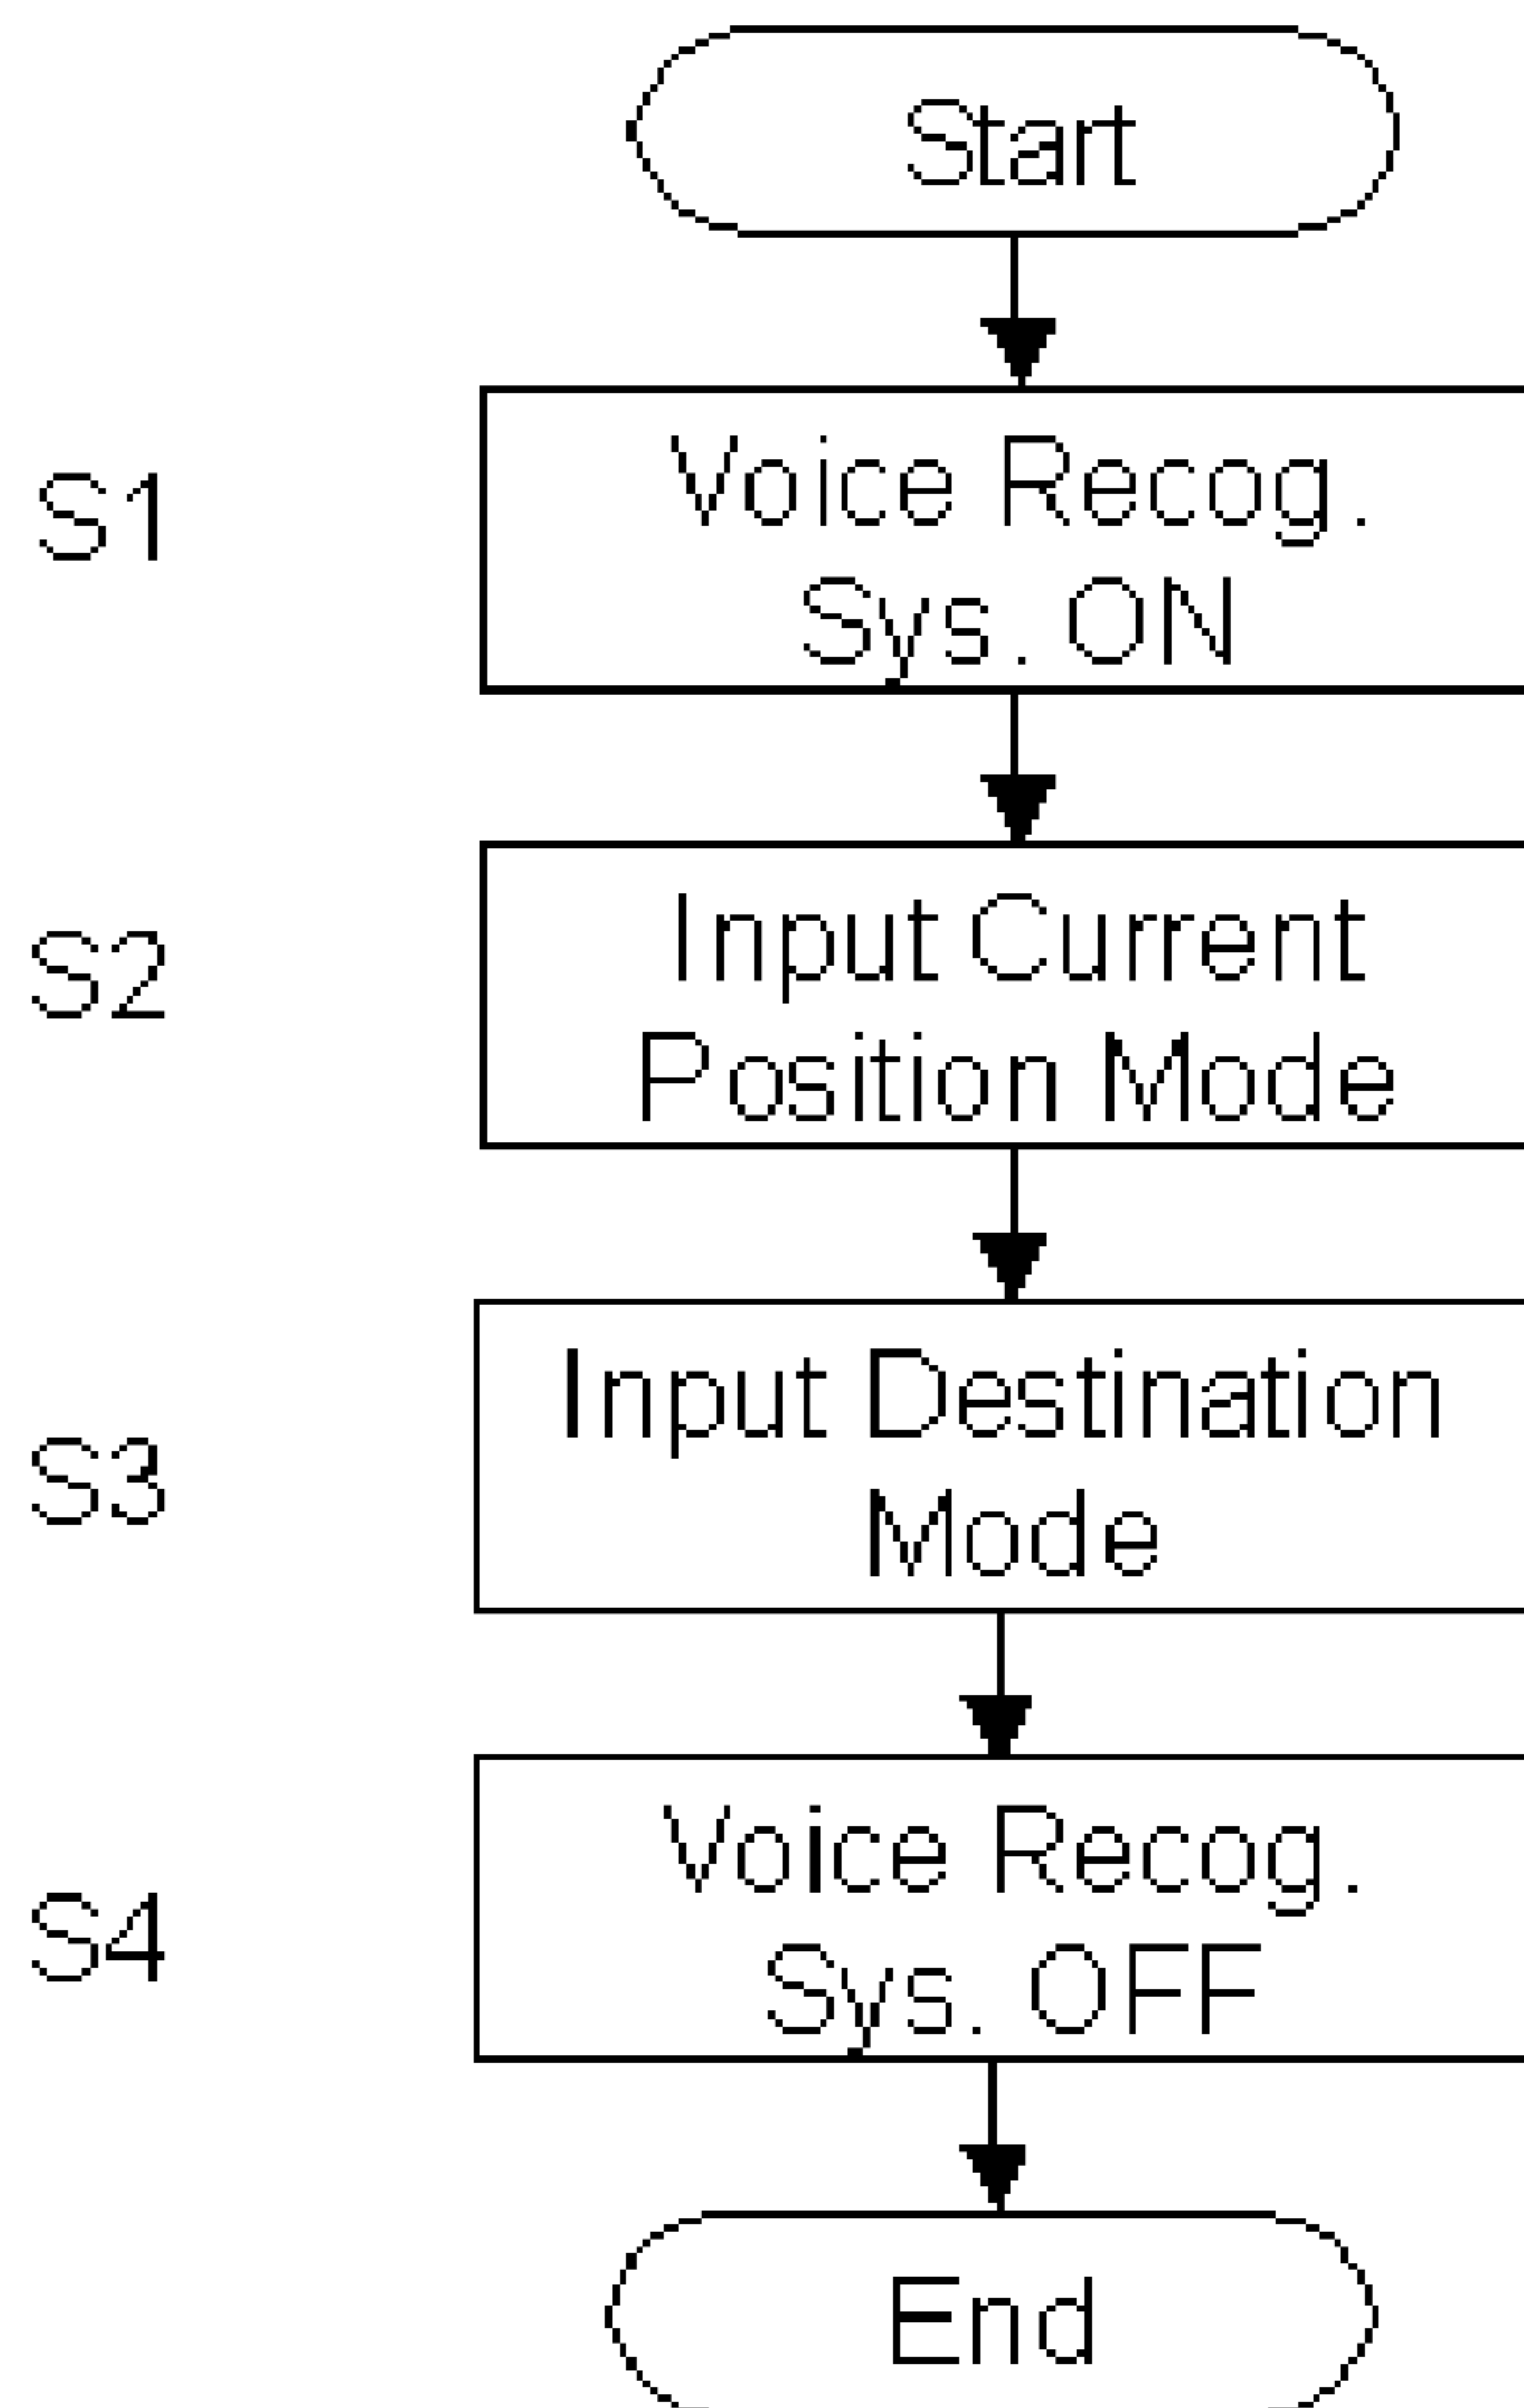 Start
S1
Voice Recog.
Sys. ON
S2
Input Current
Position Mode
S3
Input Destination
Mode
S4
Voice Recog.
Sys. OFF
End